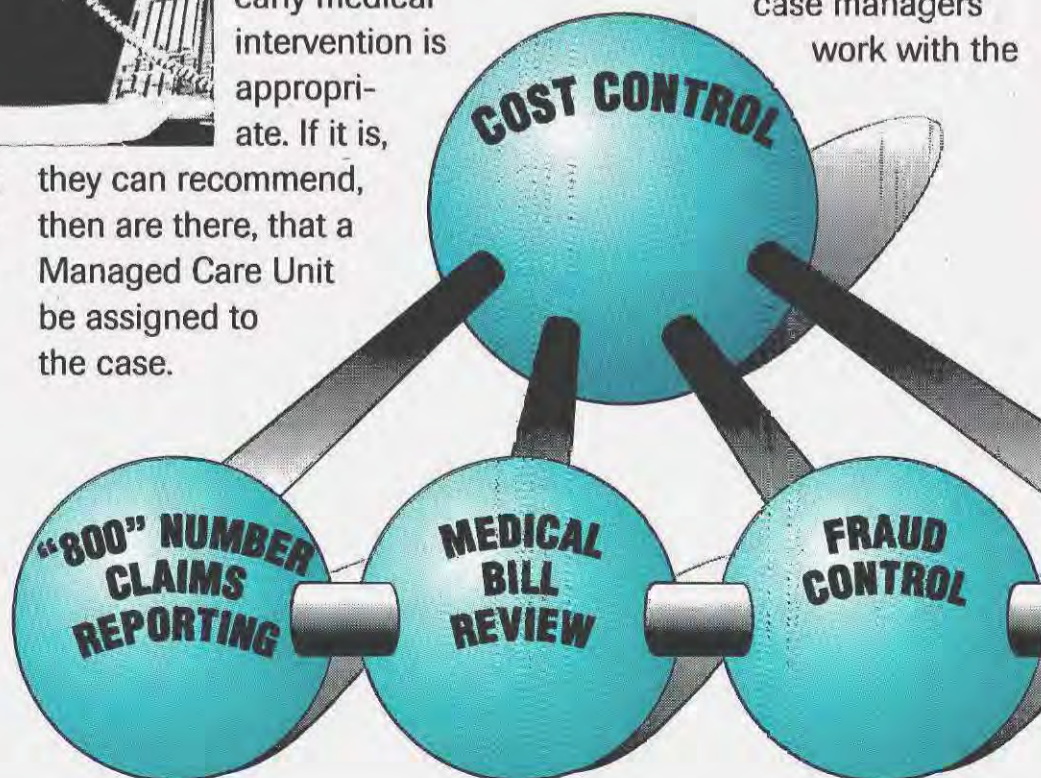 early medical
intervention is
appropri-
ate. If it is,
they can recommend,
then are there, that a
Managed Care Unit
be assigned to
the case.
case managers
work with the
COST CONTROL
“800” NUMBER
CLAIMS
REPORTING
MEDICAL
BILL
REVIEW
FRAUD
CONTROL